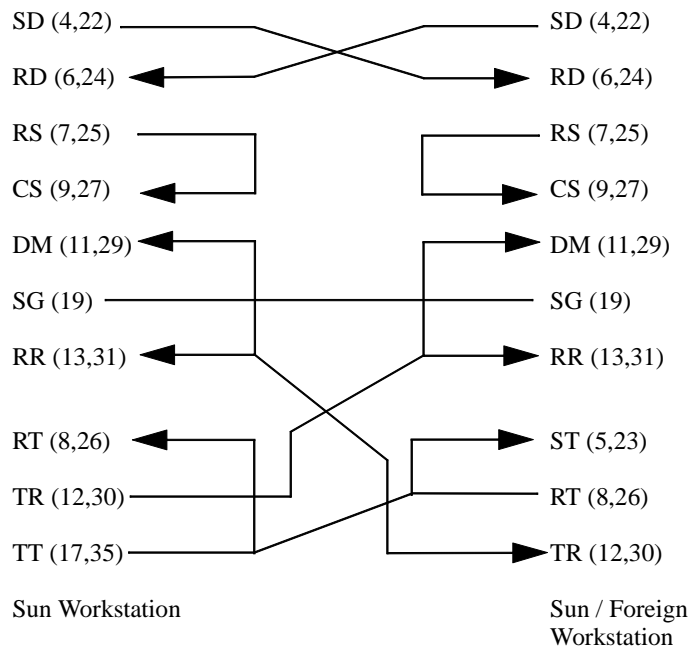 SD (4,22) SD (4,22)
RD (6,24) RD (6,24)
RS (7,25) RS (7,25)
CS (9,27) CS (9,27)
DM (11,29) DM (11,29)
SG (19) SG (19)
RR (13,31) RR (13,31)
RT (8,26) ST (5,23)
TR (12,30) RT (8,26)
TT (17,35) TR (12,30)
Sun Workstation Sun / Foreign
Workstation